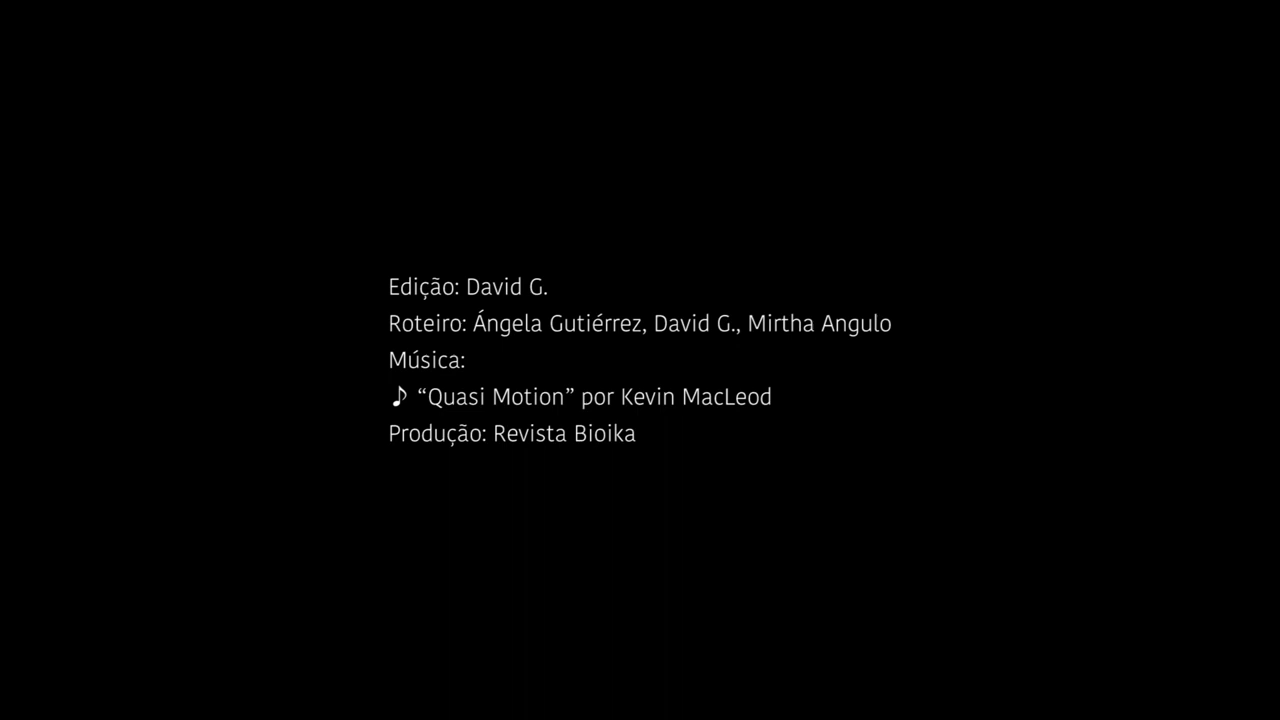 Edição: David G.
Roteiro: Ángela Gutiérrez, David G., Mirtha Angulo
Música:
♪ “Quasi Motion” por Kevin MacLeod
Produção: Revista Bioika